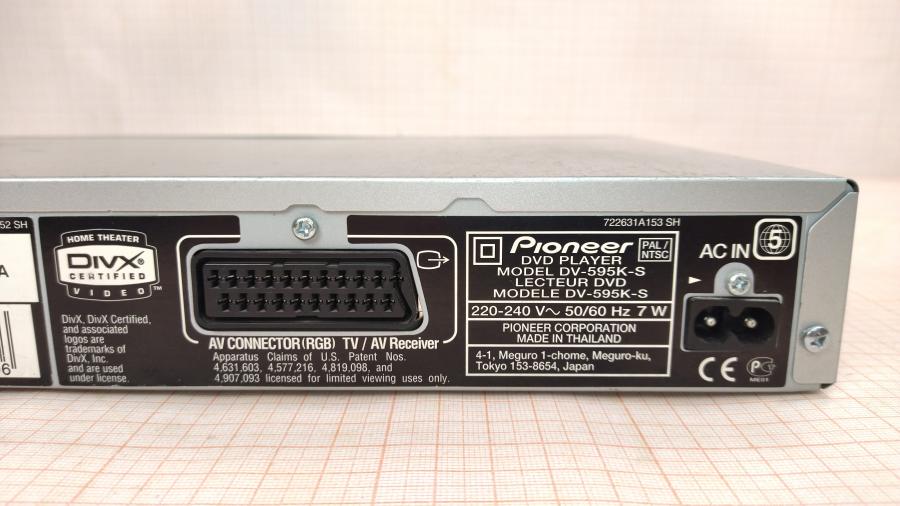 52 SH
A
6
HOME THEATER
DIVX®
CERTIFIED
VIDEO™
DivX, DivX Certified,
and associated
logos are
trademarks of
DivX, Inc.
and are used
under license.
AV CONNECTOR (RGB) TV / AV Receiver
Apparatus Claims of U.S. Patent Nos.
4,631,603, 4,577,216, 4,819,098, and
4,907,093 licensed for limited viewing uses only.
722631A153 SH
Pioneer
PAL /
NTSC
DVD PLAYER
MODEL DV-595K-S
LECTEUR DVD
MODELE DV-595K-S
220-240 V~ 50/60 Hz 7 W
PIONEER CORPORATION
MADE IN THAILAND
4-1, Meguro 1-chome, Meguro-ku,
Tokyo 153-8654, Japan
5
AC IN
CE
ME61